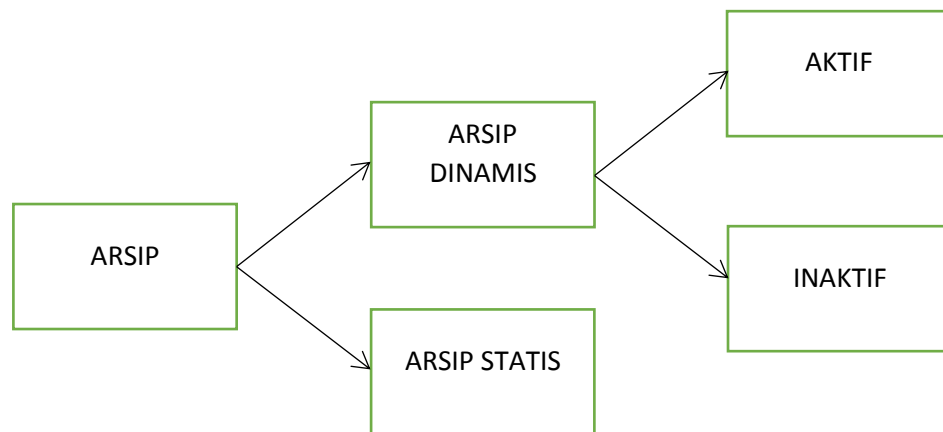 AKTIF
ARSIP
DINAMIS
ARSIP
INAKTIF
ARSIP STATIS